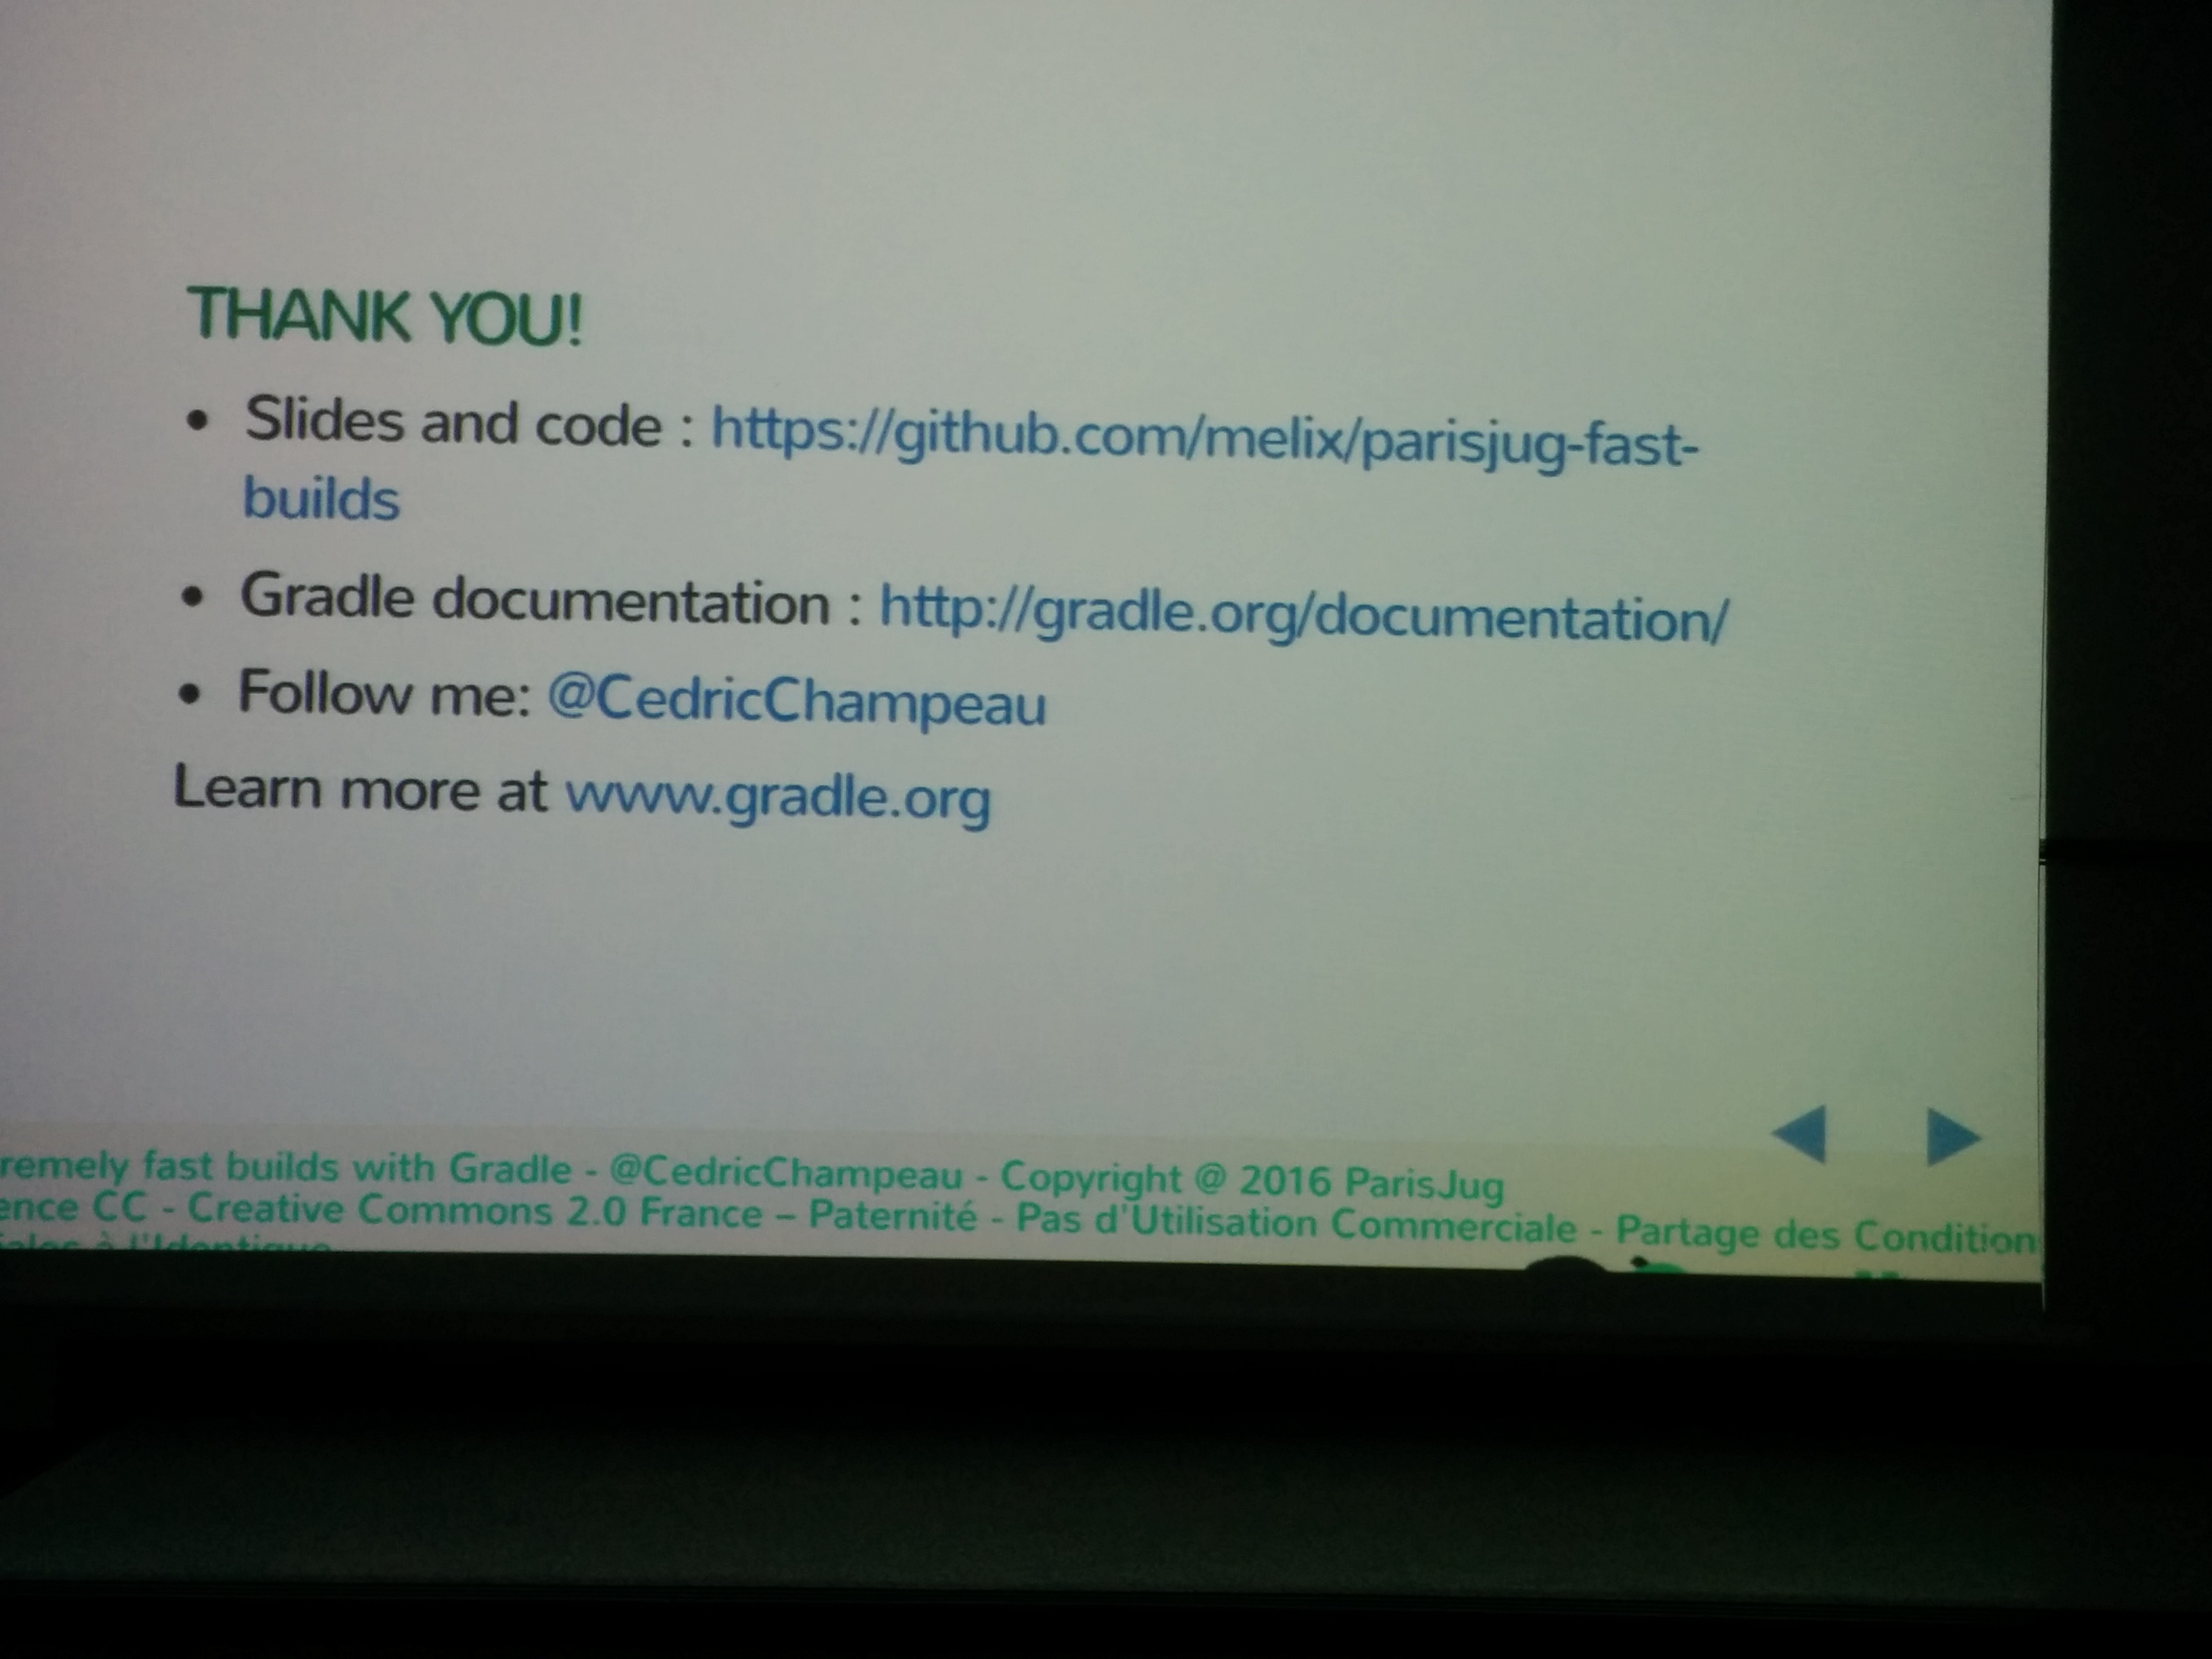 THANK YOU!
• Slides and code : https://github.com/melix/parisjug-fast-
builds
• Gradle documentation : http://gradle.org/documentation/
• Follow me: @CedricChampeau
Learn more at www.gradle.org
remely fast builds with Gradle - @CedricChampeau - Copyright @ 2016 ParisJug
ence CC - Creative Commons 2.0 France – Paternité - Pas d'Utilisation Commerciale - Partage des Condition
iales à l'Identique